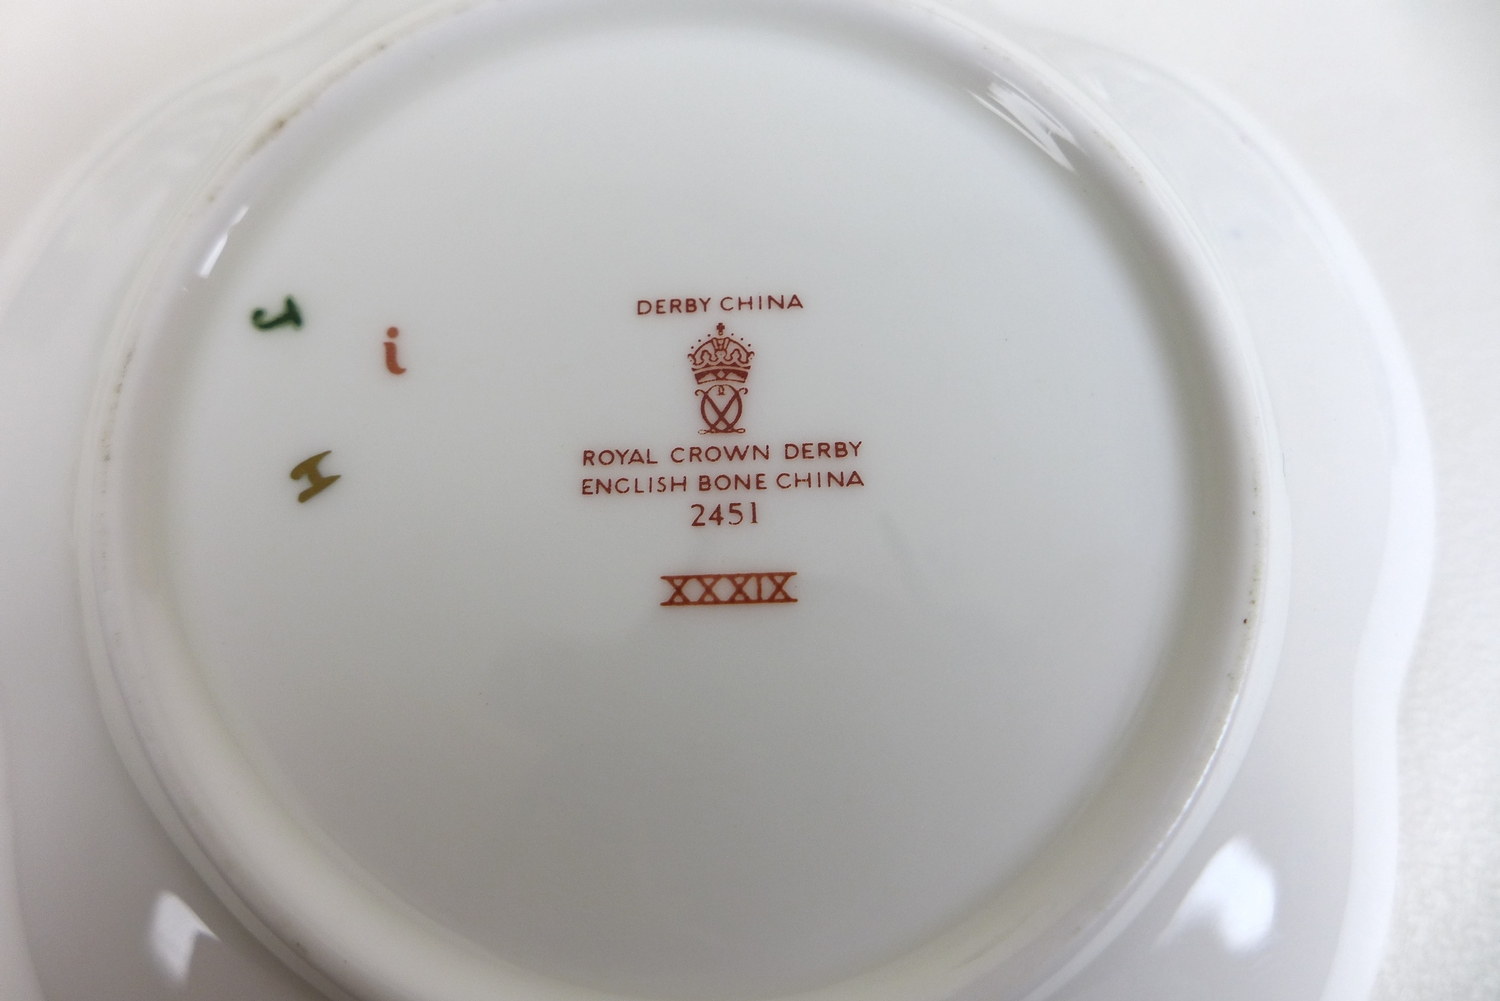 DERBY CHINA
J
i
H
ROYAL CROWN DERBY
ENGLISH BONE CHINA
2451
XXXIX